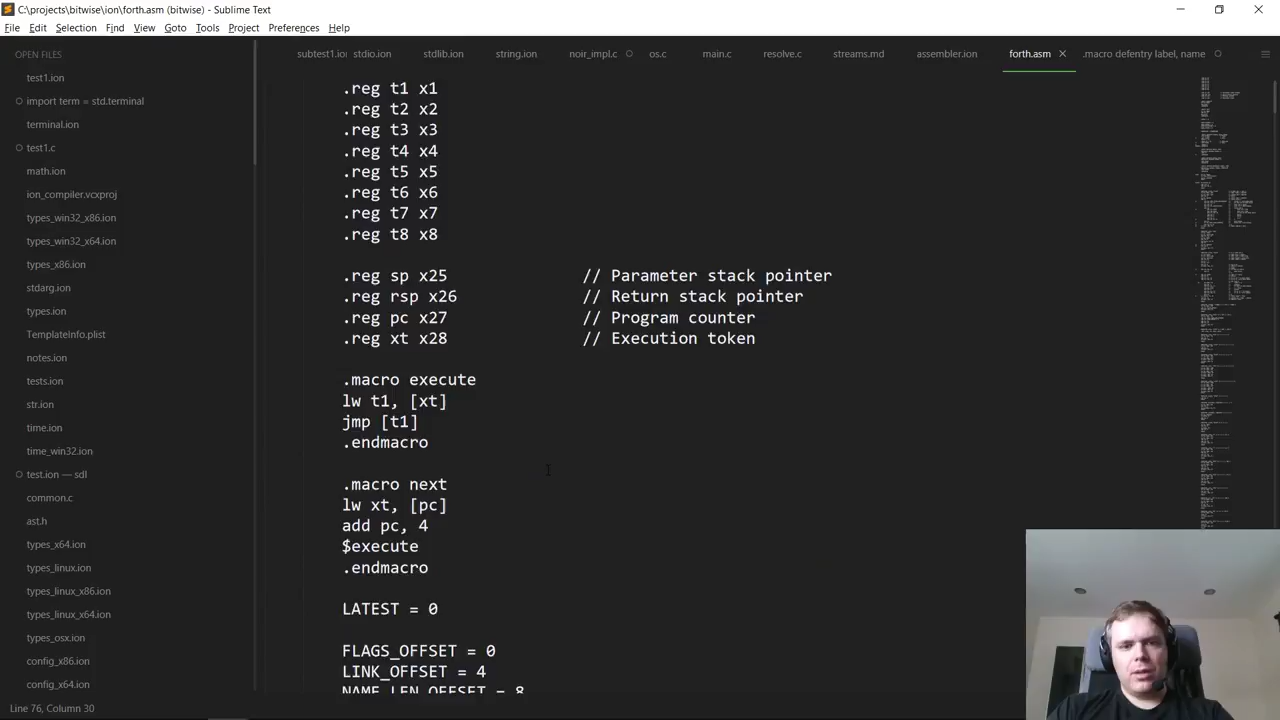 C:\projects\bitwise\ion\forth.asm (bitwise) - Sublime Text
File Edit Selection Find View Goto Tools Project Preferences Help
OPEN FILES
test1.ion
import term = std.terminal
terminal.ion
test1.c
math.ion
ion_compiler.vcxproj
types_win32_x86.ion
types_win32_x64.ion
types_x86.ion
stdarg.ion
types.ion
TemplateInfo.plist
notes.ion
tests.ion
str.ion
time.ion
time_win32.ion
test.ion — sdl
common.c
ast.h
types_x64.ion
types_linux.ion
types_linux_x86.ion
types_linux_x64.ion
types_osx.ion
config_x86.ion
config_x64.ion
subtest1.ion stdio.ion stdlib.ion string.ion noir_impl.c os.c main.c resolve.c streams.md assembler.ion forth.asm .macro defentry label, name
.reg t1 x1
.reg t2 x2
.reg t3 x3
.reg t4 x4
.reg t5 x5
.reg t6 x6
.reg t7 x7
.reg t8 x8
.reg sp x25 // Parameter stack pointer
.reg rsp x26 // Return stack pointer
.reg pc x27 // Program counter
.reg xt x28 // Execution token
.macro execute
lw t1, [xt]
jmp [t1]
.endmacro
.macro next
lw xt, [pc]
add pc, 4
$execute
.endmacro
LATEST = 0
FLAGS_OFFSET = 0
LINK_OFFSET = 4
NAME_LEN_OFFSET = 8
Line 76, Column 30